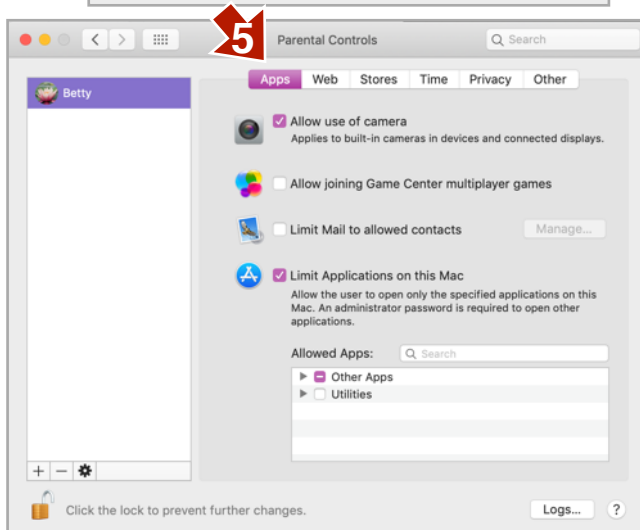 5
Parental Controls
Search
Betty
Apps Web Stores Time Privacy Other
Allow use of camera
Applies to built-in cameras in devices and connected displays.
Allow joining Game Center multiplayer games
Limit Mail to allowed contacts Manage...
Limit Applications on this Mac
Allow the user to open only the specified applications on this
Mac. An administrator password is required to open other
applications.
Allowed Apps: Search
Other Apps
Utilities
Click the lock to prevent further changes. Logs... ?